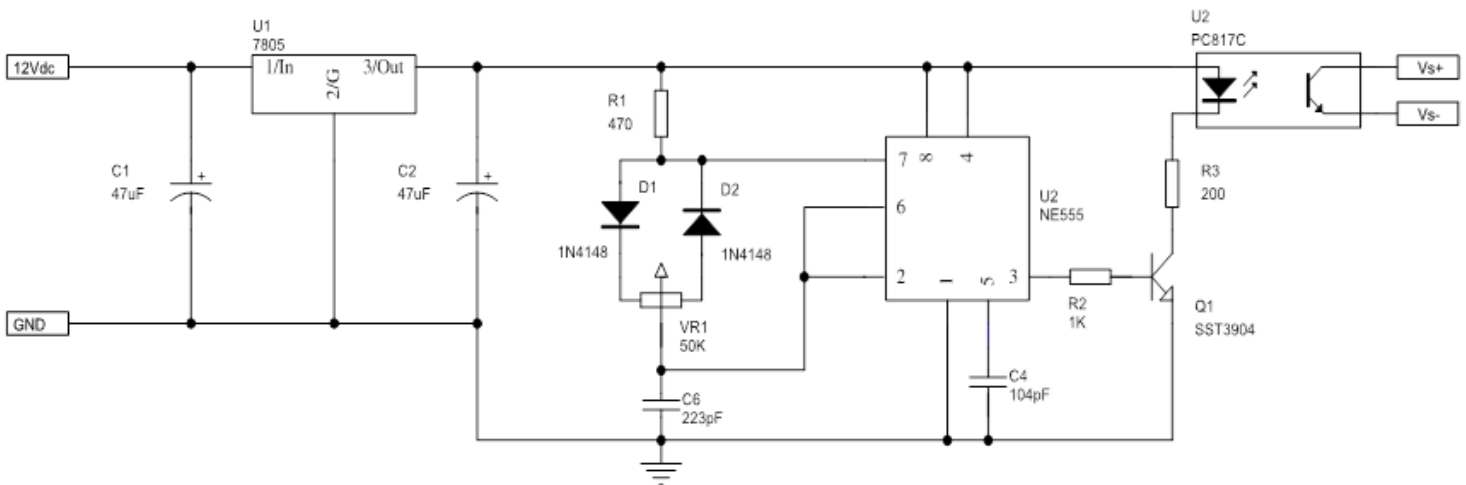 U1
7805
12Vdc
1/In
2/G
3/Out
C1
47uF
C2
47uF
GND
R1
470
D1
1N4148
D2
1N4148
VR1
50K
C6
223pF
7
8
4
6
2
1
5
3
U2
NE555
C4
104pF
R2
1K
Q1
SST3904
R3
200
U2
PC817C
Vs+
Vs-